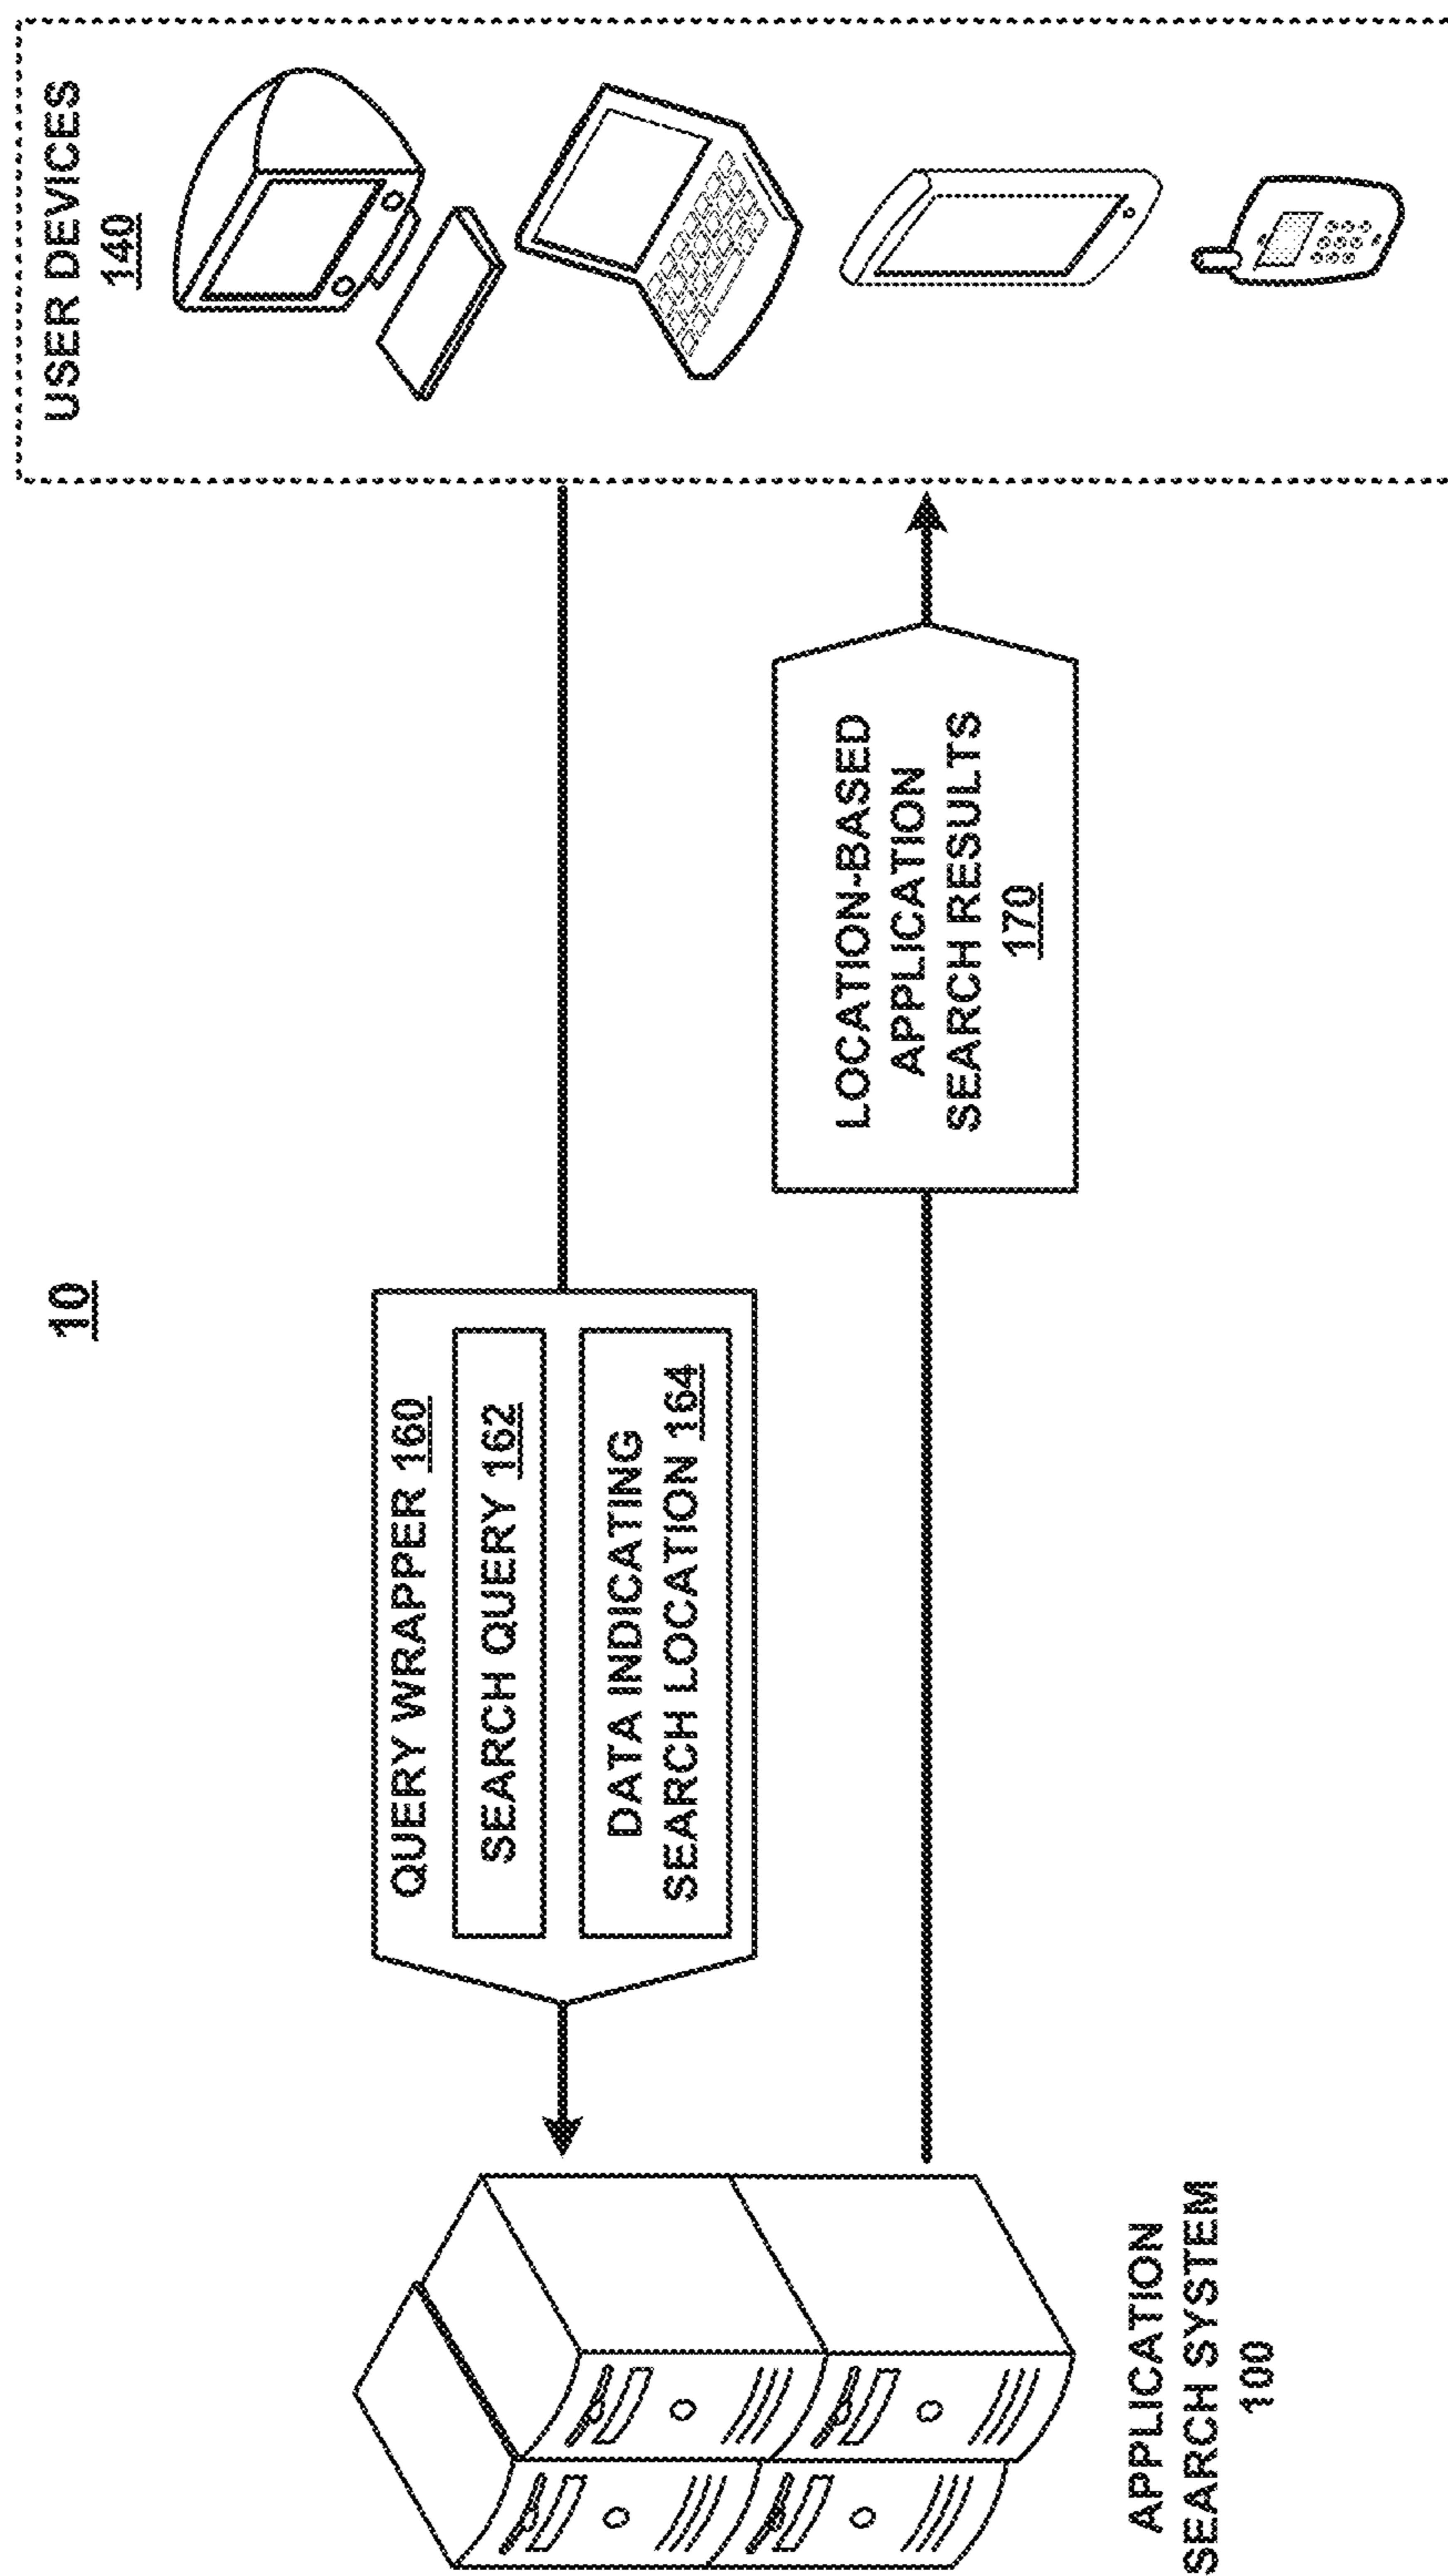 10
USER DEVICES
140
QUERY WRAPPER 160
SEARCH QUERY 162
DATA INDICATING
SEARCH LOCATION 164
LOCATION-BASED
APPLICATION
SEARCH RESULTS
170
APPLICATION
SEARCH SYSTEM
100